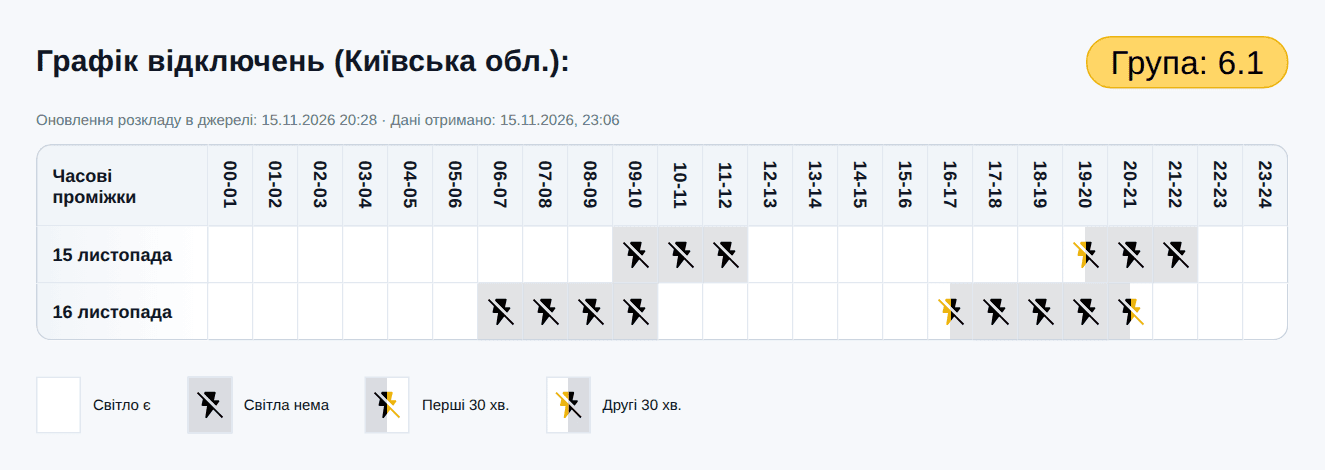 Графік відключень (Київська обл.):
Група: 6.1
Оновлення розкладу в джерелі: 15.11.2026 20:28 · Дані отримано: 15.11.2026, 23:06
Часові
проміжки
00-01
01-02
02-03
03-04
04-05
05-06
06-07
07-08
08-09
09-10
10-11
11-12
12-13
13-14
14-15
15-16
16-17
17-18
18-19
19-20
20-21
21-22
22-23
23-24
15 листопада
16 листопада
Світло є
Світла нема
Перші 30 хв.
Другі 30 хв.